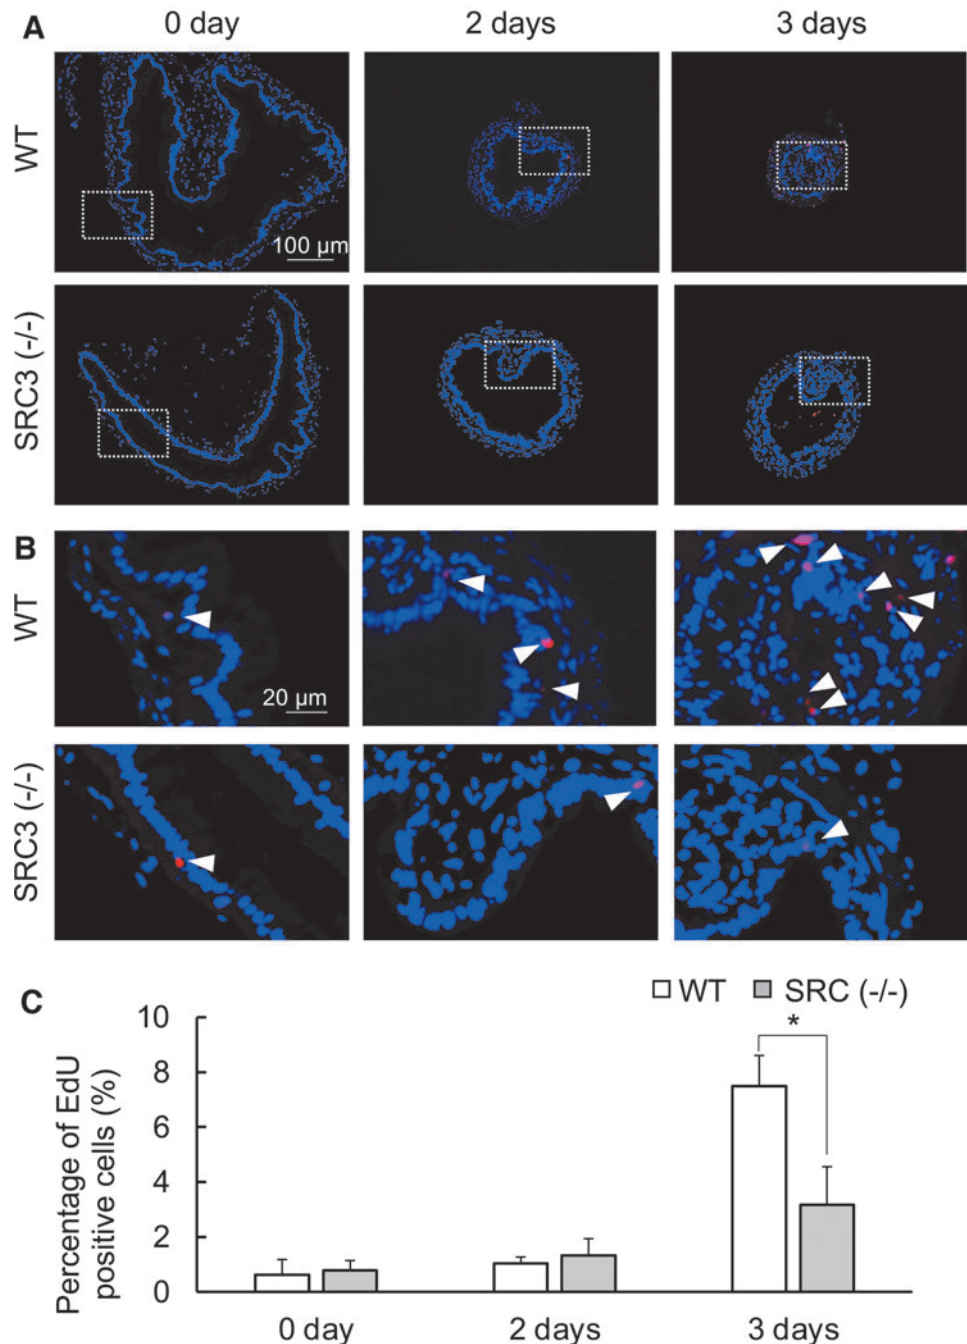 A
0 day
2 days
3 days
WT
100 µm
SRC3 (-/-)
B
WT
20 µm
SRC3 (-/-)
C
WT
SRC (-/-)
Percentage of EdU
positive cells (%)
10
8
6
4
2
0
*
0 day
2 days
3 days